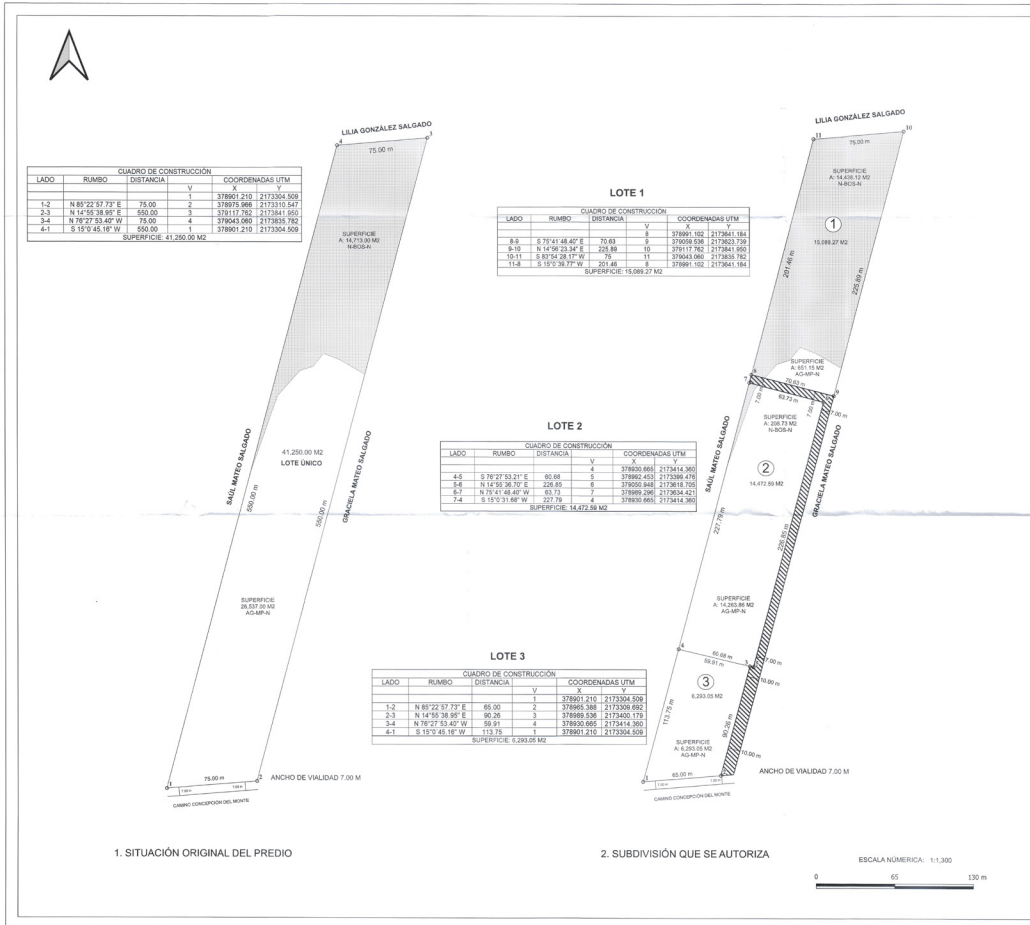 LILIA GONZÁLEZ SALGADO
4
3
75.00 m
CUADRO DE CONSTRUCCIÓN
LADO RUMBO DISTANCIA COORDENADAS UTM
V X Y
1 378901.210 2173304.509
1-2 N 85°22'57.73" E 75.00 2 378975.966 2173310.547
2-3 N 14°55'38.95" E 550.00 3 379117.762 2173841.950
3-4 N 76°27'53.40" W 75.00 4 379043.060 2173835.782
4-1 S 15°0'45.16" W 550.00 1 378901.210 2173304.509
SUPERFICIE: 41,250.00 M2
SUPERFICIE
A: 14,713.00 M2
N-BOS-N
41,250.00 M2
LOTE ÚNICO
SAÚL MATEO SALGADO
550.00 m
GRACIELA MATEO SALGADO
550.00 m
SUPERFICIE
26,537.00 M2
AG-MP-N
1
75.00 m
2
ANCHO DE VIALIDAD 7.00 M
7.00 m
7.00 m
CAMINO CONCEPCIÓN DEL MONTE
1. SITUACIÓN ORIGINAL DEL PREDIO
LILIA GONZÁLEZ SALGADO
11
10
75.00 m
SUPERFICIE
A: 14,438.12 M2
N-BOS-N
1
15,089.27 M2
201.46 m
225.89 m
LOTE 1
CUADRO DE CONSTRUCCIÓN
LADO RUMBO DISTANCIA COORDENADAS UTM
V X Y
8 378991.102 2173641.184
8-9 S 75°41'48.40" E 70.63 9 379059.536 2173623.739
9-10 N 14°56'23.34" E 225.89 10 379117.762 2173841.950
10-11 S 83°54'28.17" W 75 11 379043.060 2173835.782
11-8 S 15°0'39.77" W 201.46 8 378991.102 2173641.184
SUPERFICIE: 15,089.27 M2
SUPERFICIE
A: 651.15 M2
AG-MP-N
7
9
70.63 m
63.73 m
7.00 m
7.00 m
7.00 m
SUPERFICIE
A: 208.73 M2
N-BOS-N
LOTE 2
CUADRO DE CONSTRUCCIÓN
LADO RUMBO DISTANCIA COORDENADAS UTM
V X Y
4 378930.665 2173414.360
4-5 S 76°27'53.21" E 60.68 5 378992.453 2173399.476
5-6 N 14°55'36.70" E 226.85 6 379050.948 2173618.705
6-7 N 75°41'48.40" W 63.73 7 378989.296 2173634.421
7-4 S 15°0'31.66" W 227.79 4 378930.665 2173414.360
SUPERFICIE: 14,472.59 M2
SAÚL MATEO SALGADO
2
14,472.59 M2
GRACIELA MATEO SALGADO
227.79 m
226.85 m
SUPERFICIE
A: 14,263.86 M2
AG-MP-N
4
60.68 m
59.91 m
7.00 m
10.00 m
LOTE 3
CUADRO DE CONSTRUCCIÓN
LADO RUMBO DISTANCIA COORDENADAS UTM
V X Y
1 378901.210 2173304.509
1-2 N 85°22'57.73" E 65.00 2 378965.388 2173309.692
2-3 N 14°55'38.95" E 90.26 3 378989.536 2173400.179
3-4 N 76°27'53.40" W 59.91 4 378930.665 2173414.360
4-1 S 15°0'45.16" W 113.75 1 378901.210 2173304.509
SUPERFICIE: 6,293.05 M2
3
6,293.05 M2
113.75 m
90.26 m
SUPERFICIE
A: 6,293.05 M2
AG-MP-N
10.00 m
1
65.00 m
ANCHO DE VIALIDAD 7.00 M
7.00 m
7.00 m
CAMINO CONCEPCIÓN DEL MONTE
2. SUBDIVISIÓN QUE SE AUTORIZA
ESCALA NÚMERICA: 1:1,300
0 65 130 m